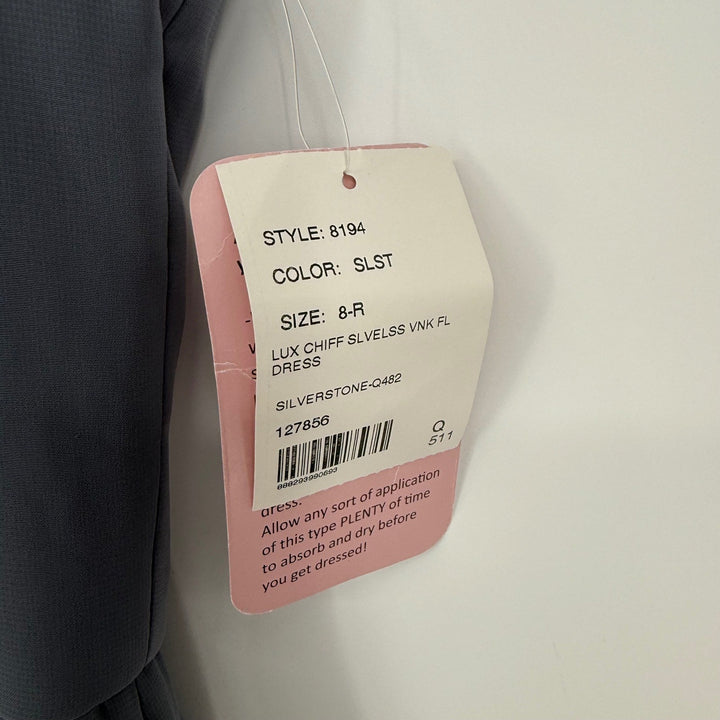 STYLE: 8194
COLOR: SLST
SIZE: 8-R
LUX CHIFF SLVELSS VNK FL
DRESS
SILVERSTONE-Q482
127856
Q
511
888293990693
dress.
Allow any sort of application
of this type PLENTY of time
to absorb and dry before
you get dressed!